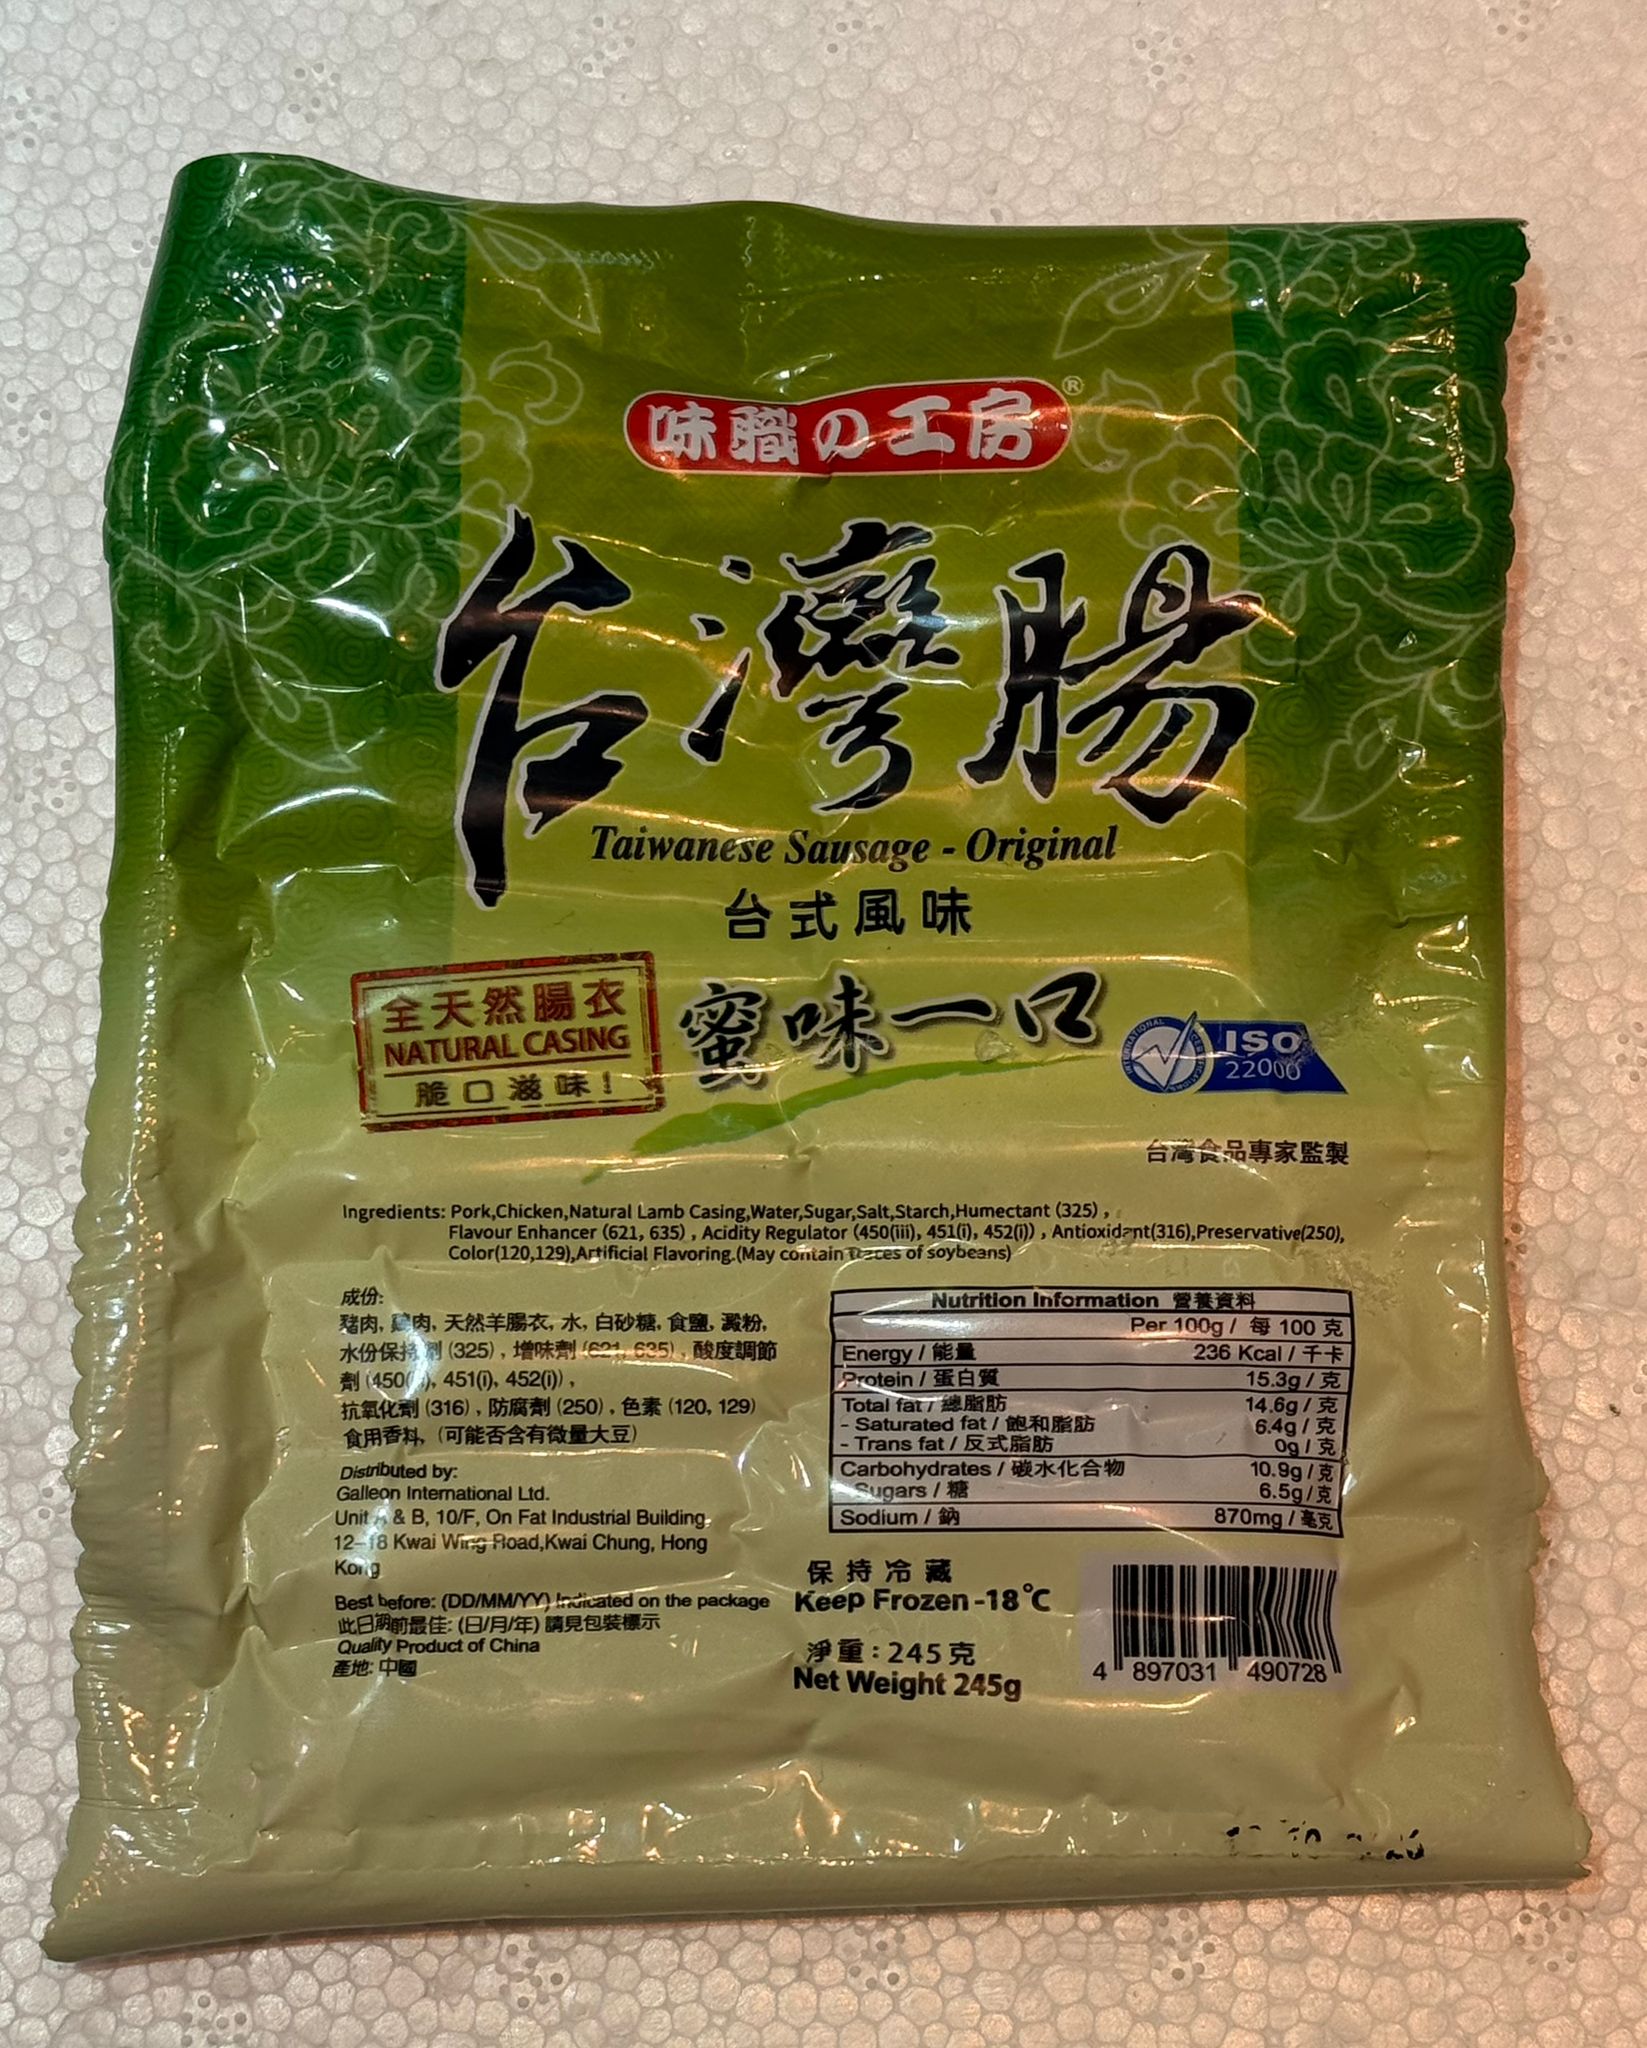 味職の工房®
台灣腸
Taiwanese Sausage - Original
台式風味
全天然腸衣
NATURAL CASING
脆口滋味!
蜜味一口
INTERNATIONAL
ISO
22000
台灣食品專家監製
Ingredients: Pork,Chicken,Natural Lamb Casing,Water,Sugar,Salt,Starch,Humectant (325) ,
Flavour Enhancer (621, 635) , Acidity Regulator (450(iii), 451(i), 452(i)) , Antioxidant(316),Preservative(250),
Color(120,129),Artificial Flavoring.(May contain traces of soybeans)
成份:
豬肉, 雞肉, 天然羊腸衣, 水, 白砂糖, 食鹽, 澱粉,
水份保持劑 (325) , 增味劑 (621, 635) , 酸度調節
劑 (450(iii), 451(i), 452(i)) ,
抗氧化劑 (316) , 防腐劑 (250) , 色素 (120, 129)
食用香料, (可能否含有微量大豆)
Distributed by:
Galleon International Ltd.
Unit A & B, 10/F, On Fat Industrial Building,
12-18 Kwai Wing Road,Kwai Chung, Hong
Kong
Best before: (DD/MM/YY) Indicated on the package
此日期前最佳: (日/月/年) 請見包裝標示
Quality Product of China
產地: 中國
Nutrition Information 營養資料
Per 100g / 每 100 克
Energy / 能量 236 Kcal / 千卡
Protein / 蛋白質 15.3g / 克
Total fat / 總脂肪 14.6g / 克
- Saturated fat / 飽和脂肪 6.4g / 克
- Trans fat / 反式脂肪 0g / 克
Carbohydrates / 碳水化合物 10.9g / 克
Sugars / 糖 6.5g / 克
Sodium / 鈉 870mg / 毫克
保持冷藏
Keep Frozen -18℃
淨重 : 245 克
Net Weight 245g
4 897031 490728